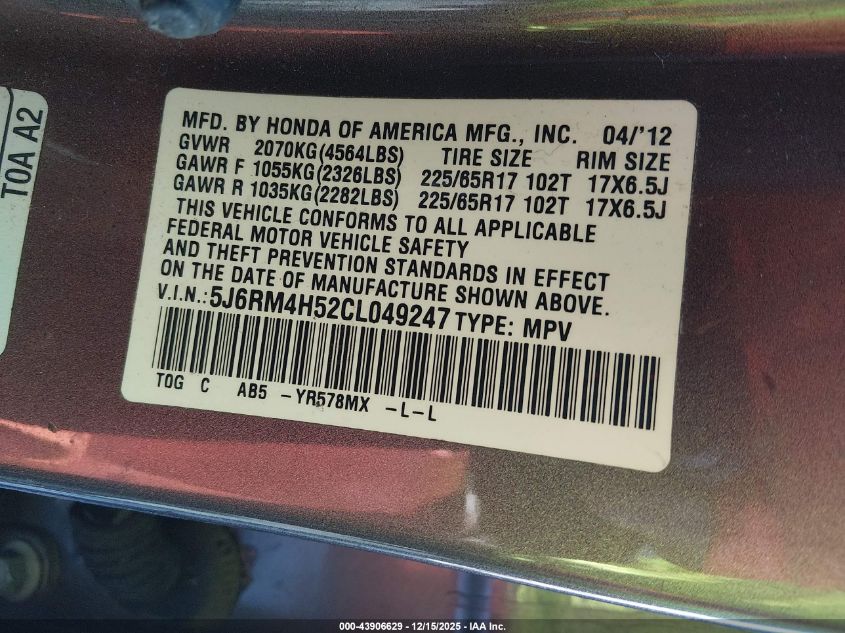 MFD. BY HONDA OF AMERICA MFG., INC. 04/'12
GVWR 2070KG(4564LBS) TIRE SIZE RIM SIZE
GAWR F 1055KG(2326LBS) 225/65R17 102T 17X6.5J
GAWR R 1035KG(2282LBS) 225/65R17 102T 17X6.5J
THIS VEHICLE CONFORMS TO ALL APPLICABLE
FEDERAL MOTOR VEHICLE SAFETY
AND THEFT PREVENTION STANDARDS IN EFFECT
ON THE DATE OF MANUFACTURE SHOWN ABOVE.
V.I.N.:5J6RM4H52CL049247 TYPE: MPV
TOG C AB5 -YR578MX -L-L
T0A A2
000-43906629 - 12/15/2025 - IAA Inc.